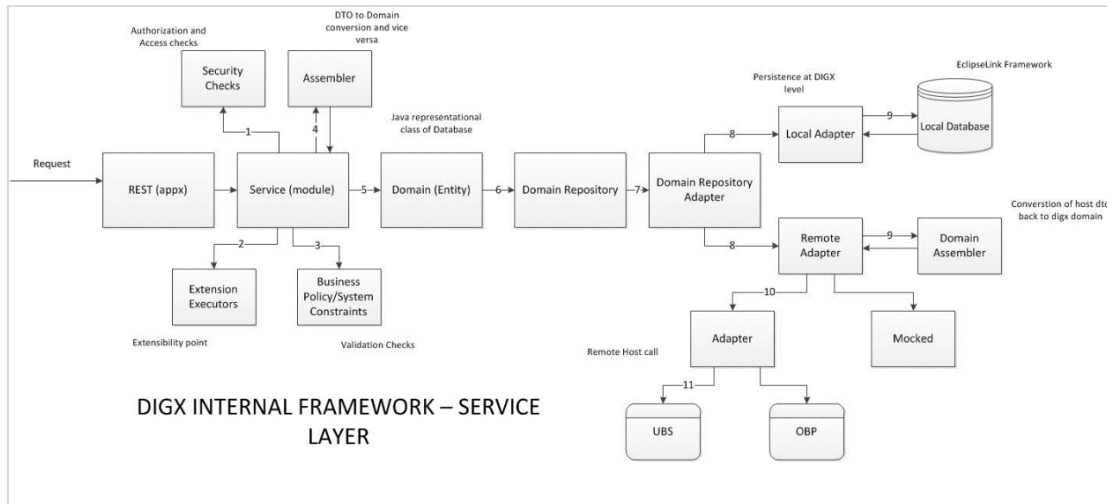 DTO to Domain
conversion and vice
versa
Authorization and
Access checks
Security
Checks
Assembler
EclipseLink Framework
Persistence at DIGX
level
Java representational
class of Database
1
4
8
Local Adapter
9
Local Database
Request
REST (appx)
Service (module)
5
Domain (Entity)
6
Domain Repository
7
Domain Repository
Adapter
Converstion of host dto
back to digx domain
2
3
8
Remote
Adapter
9
Domain
Assembler
Extension
Executors
Business
Policy/System
Constraints
10
Extensibility point
Validation Checks
Adapter
Mocked
Remote Host call
11
DIGX INTERNAL FRAMEWORK – SERVICE
LAYER
UBS
OBP